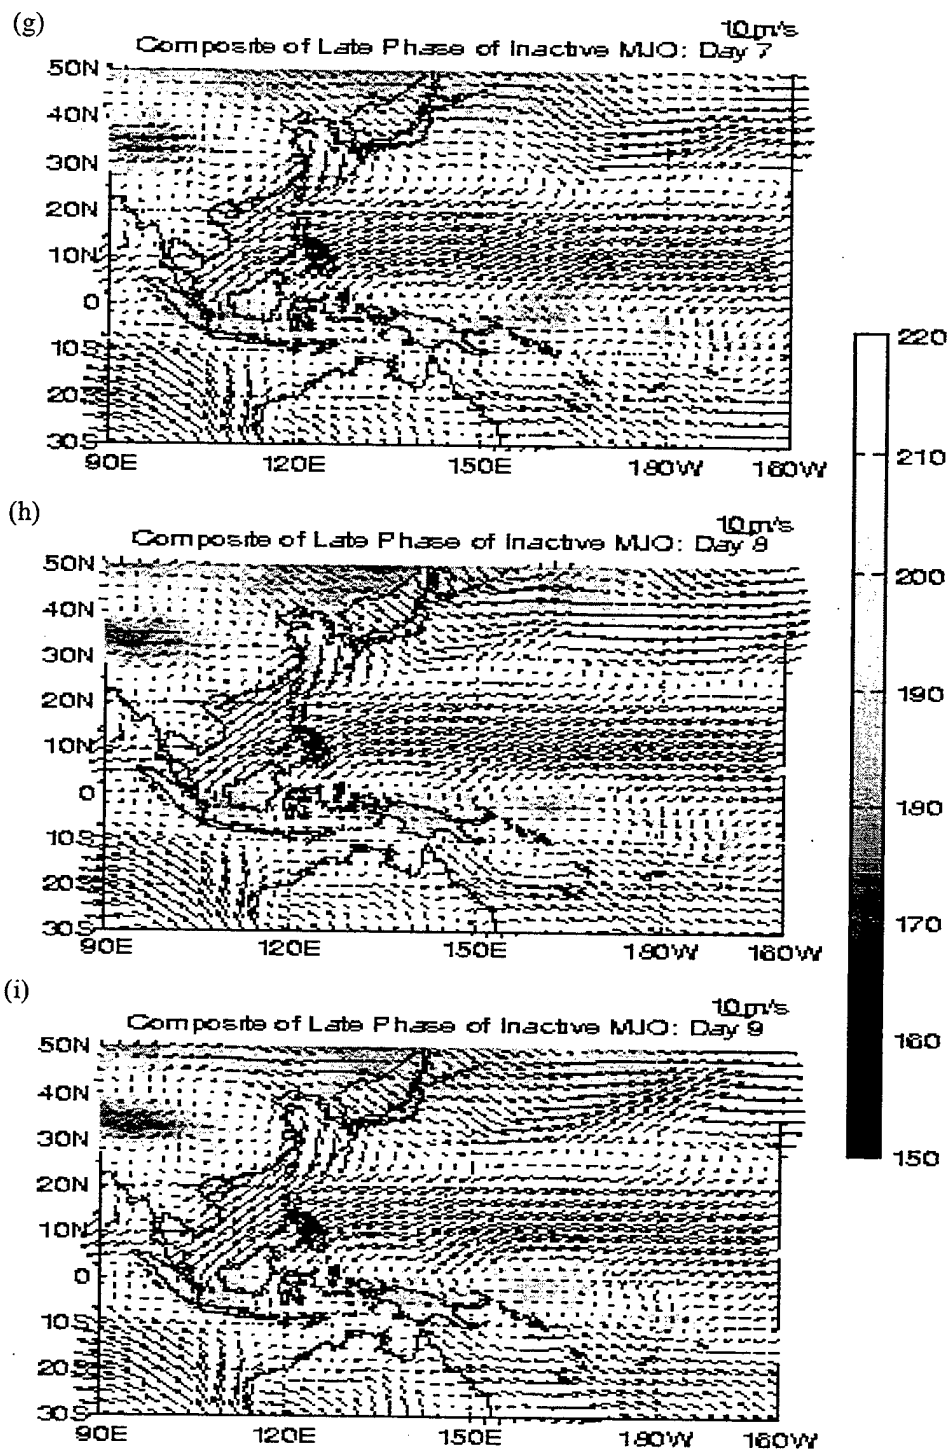 (g)
10 m/s
Composite of Late Phase of Inactive MJO: Day 7
50N
40N
30N
20N
10N
0
10S
20S
30S
90E 120E 150E 180W 160W
(h)
10 m/s
Composite of Late Phase of Inactive MJO: Day 8
50N
40N
30N
20N
10N
0
10S
20S
30S
90E 120E 150E 180W 160W
(i)
10 m/s
Composite of Late Phase of Inactive MJO: Day 9
50N
40N
30N
20N
10N
0
10S
20S
30S
90E 120E 150E 180W 160W
220
210
200
190
180
170
160
150